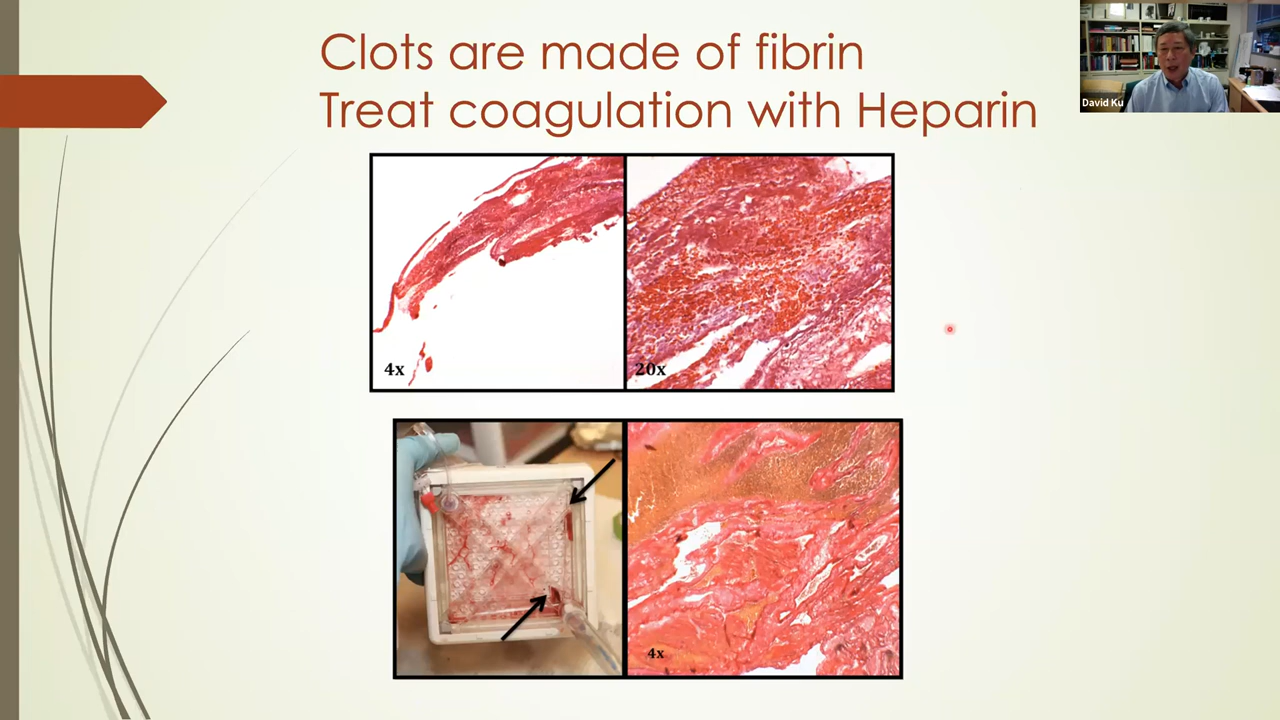 Clots are made of fibrin
Treat coagulation with Heparin
David Ku
4x
20x
4x